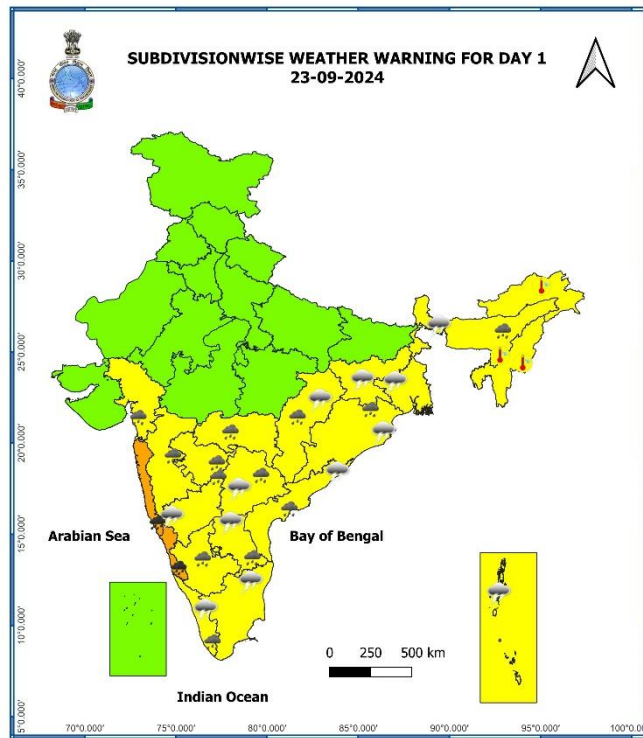 SUBDIVISIONWISE WEATHER WARNING FOR DAY 1
23-09-2024
40°0.000'
35°0.000'
30°0.000'
25°0.000'
20°0.000'
15°0.000'
10°0.000'
5°0.000'
Arabian Sea
Bay of Bengal
0 250 500 km
Indian Ocean
70°0.000' 75°0.000' 80°0.000' 85°0.000' 90°0.000' 95°0.000' 100°0.000